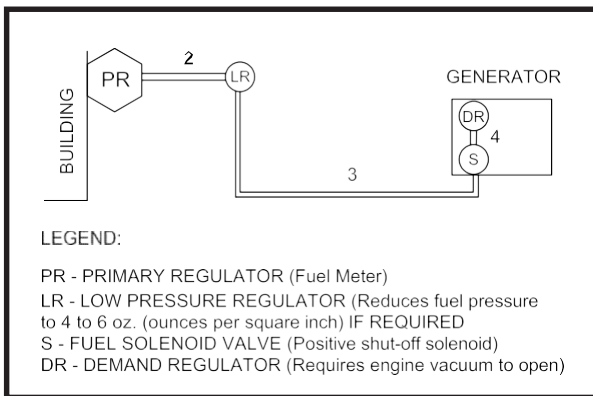 2
PR
LR
GENERATOR
BUILDING
DR
4
S
3
LEGEND:
PR - PRIMARY REGULATOR (Fuel Meter)
LR - LOW PRESSURE REGULATOR (Reduces fuel pressure
to 4 to 6 oz. (ounces per square inch) IF REQUIRED
S - FUEL SOLENOID VALVE (Positive shut-off solenoid)
DR - DEMAND REGULATOR (Requires engine vacuum to open)